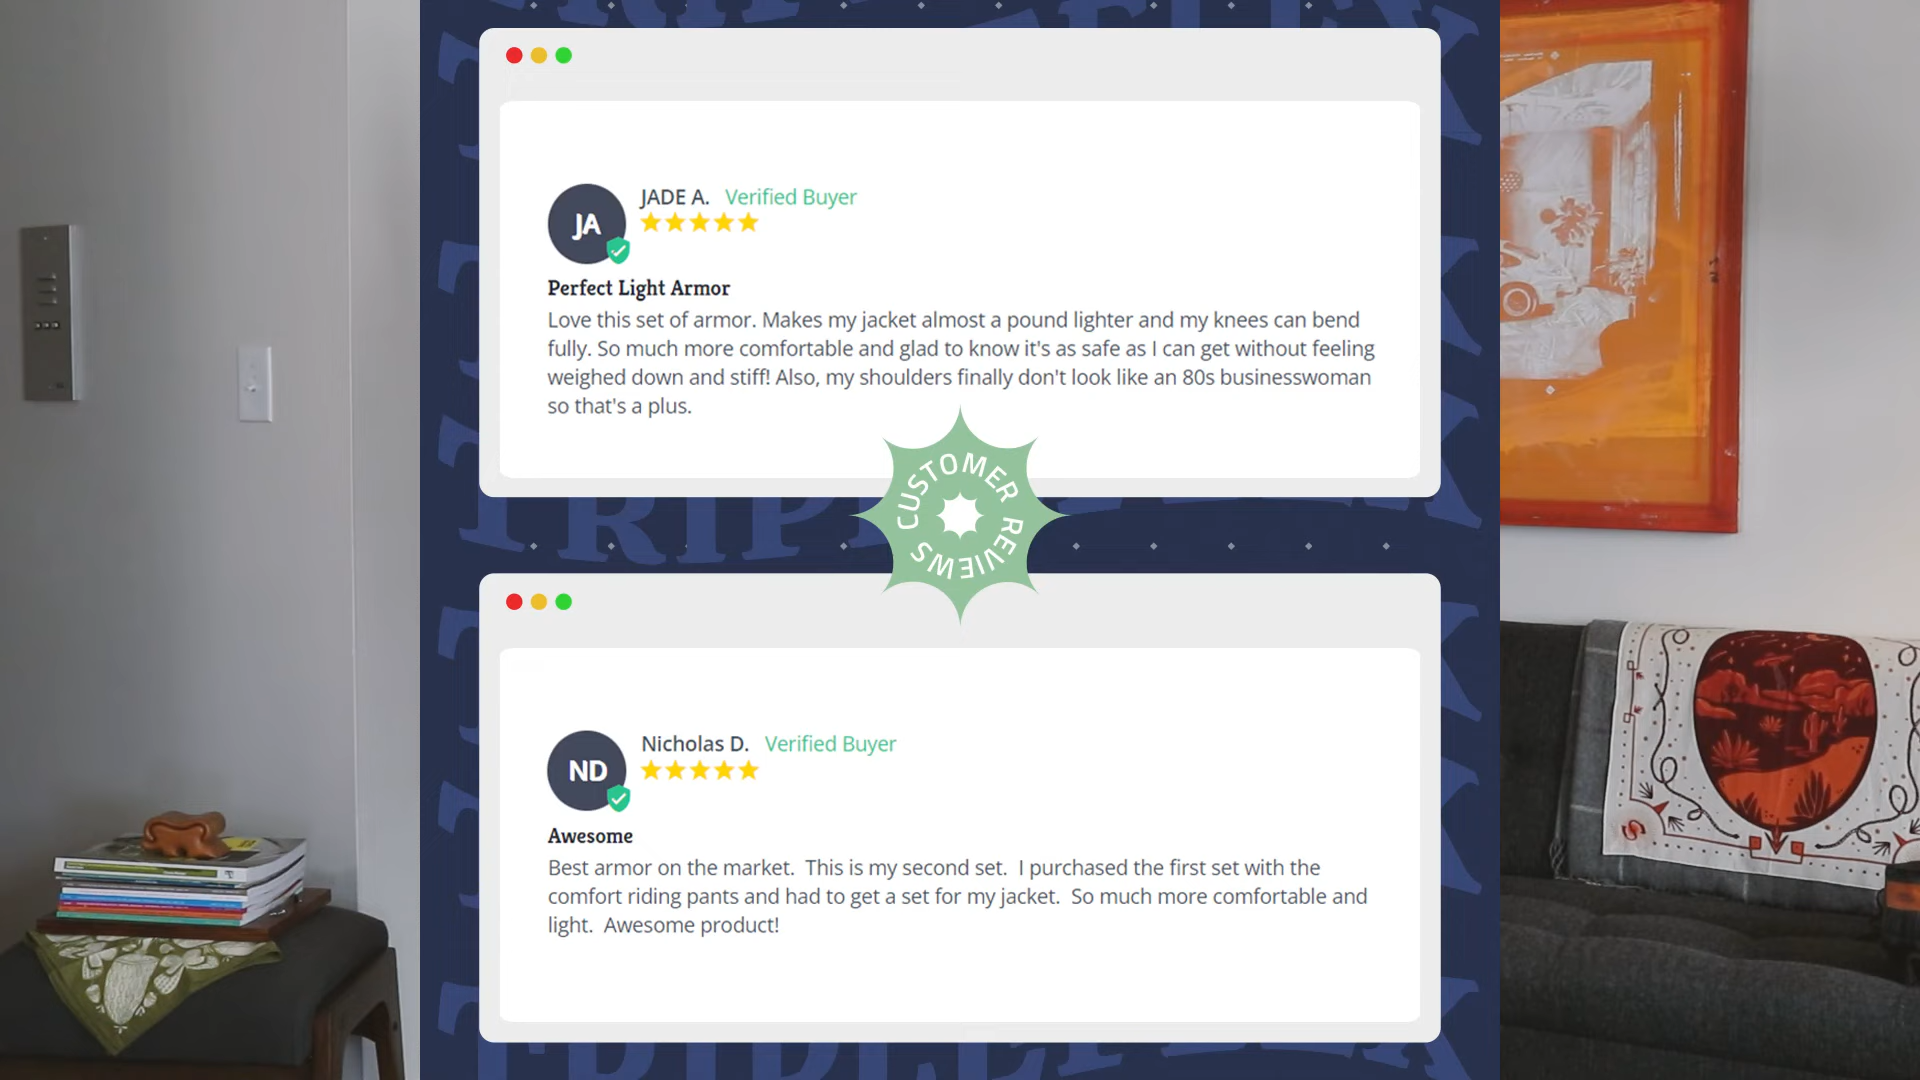 JA
JADE A. Verified Buyer
Perfect Light Armor
Love this set of armor. Makes my jacket almost a pound lighter and my knees can bend
fully. So much more comfortable and glad to know it's as safe as I can get without feeling
weighed down and stiff! Also, my shoulders finally don't look like an 80s businesswoman
so that's a plus.
CUSTOMER REVIEWS
ND
Nicholas D. Verified Buyer
Awesome
Best armor on the market. This is my second set. I purchased the first set with the
comfort riding pants and had to get a set for my jacket. So much more comfortable and
light. Awesome product!